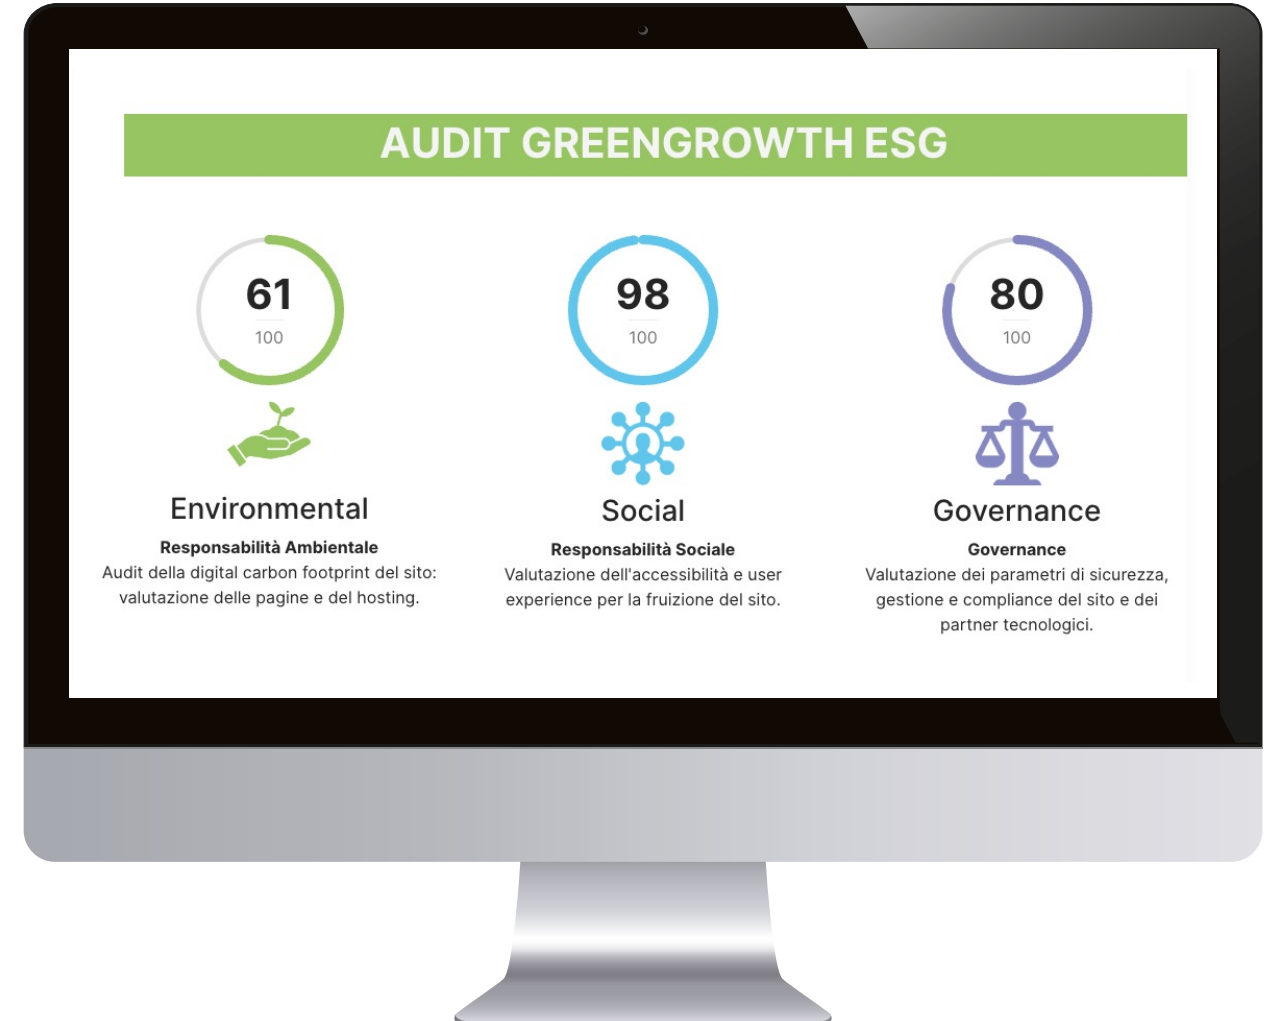 AUDIT GREENGROWTH ESG
61
100
Environmental
Responsabilità Ambientale
Audit della digital carbon footprint del sito:
valutazione delle pagine e del hosting.
98
100
Social
Responsabilità Sociale
Valutazione dell'accessibilità e user
experience per la fruizione del sito.
80
100
Governance
Governance
Valutazione dei parametri di sicurezza,
gestione e compliance del sito e dei
partner tecnologici.